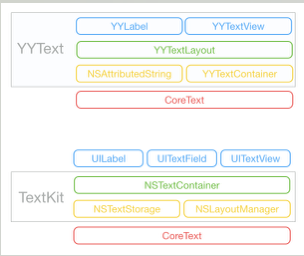 YYLabel YYTextView
YYText
YYTextLayout
NSAttributedString YYTextContainer
CoreText
UILabel UITextField UITextView
NSTextContainer
TextKit
NSTextStorage NSLayoutManager
CoreText